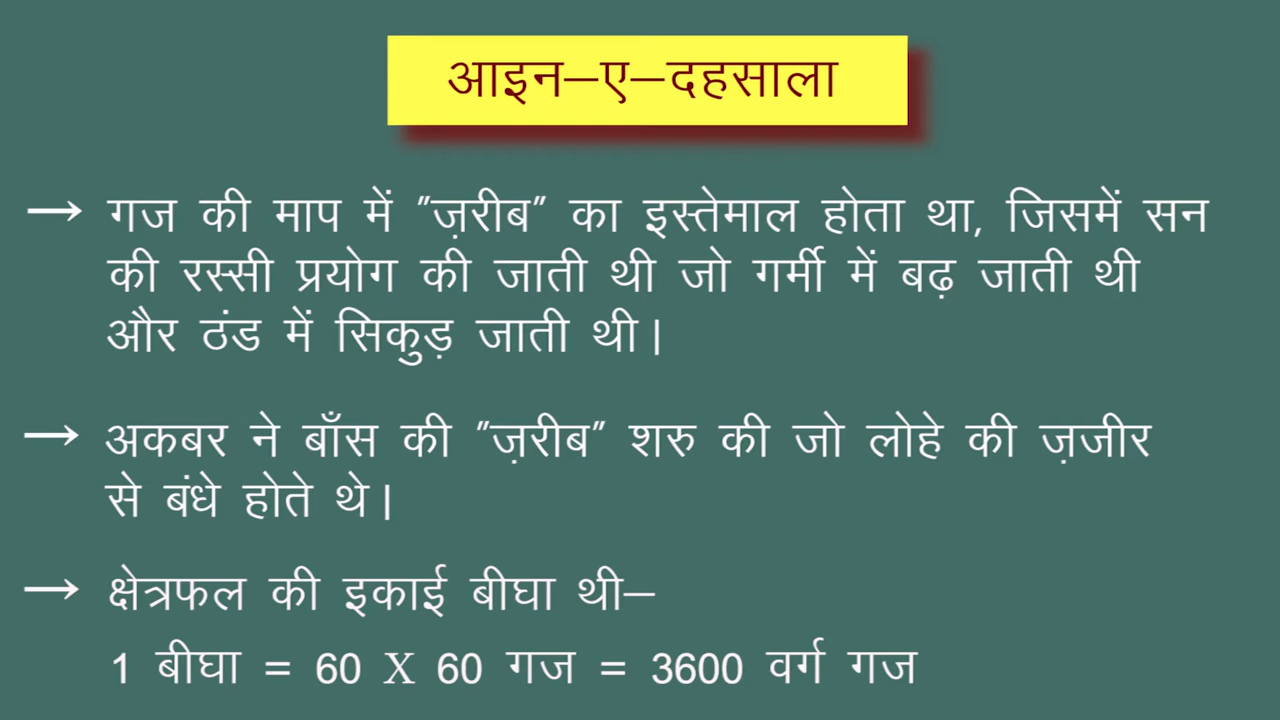 आइन–ए–दहसाला
→ गज की माप में "ज़रीब" का इस्तेमाल होता था, जिसमें सन
की रस्सी प्रयोग की जाती थी जो गर्मी में बढ़ जाती थी
और ठंड में सिकुड़ जाती थी।
→ अकबर ने बाँस की "ज़रीब" शरु की जो लोहे की ज़जीर
से बंधे होते थे।
→ क्षेत्रफल की इकाई बीघा थी–
1 बीघा = 60 X 60 गज = 3600 वर्ग गज